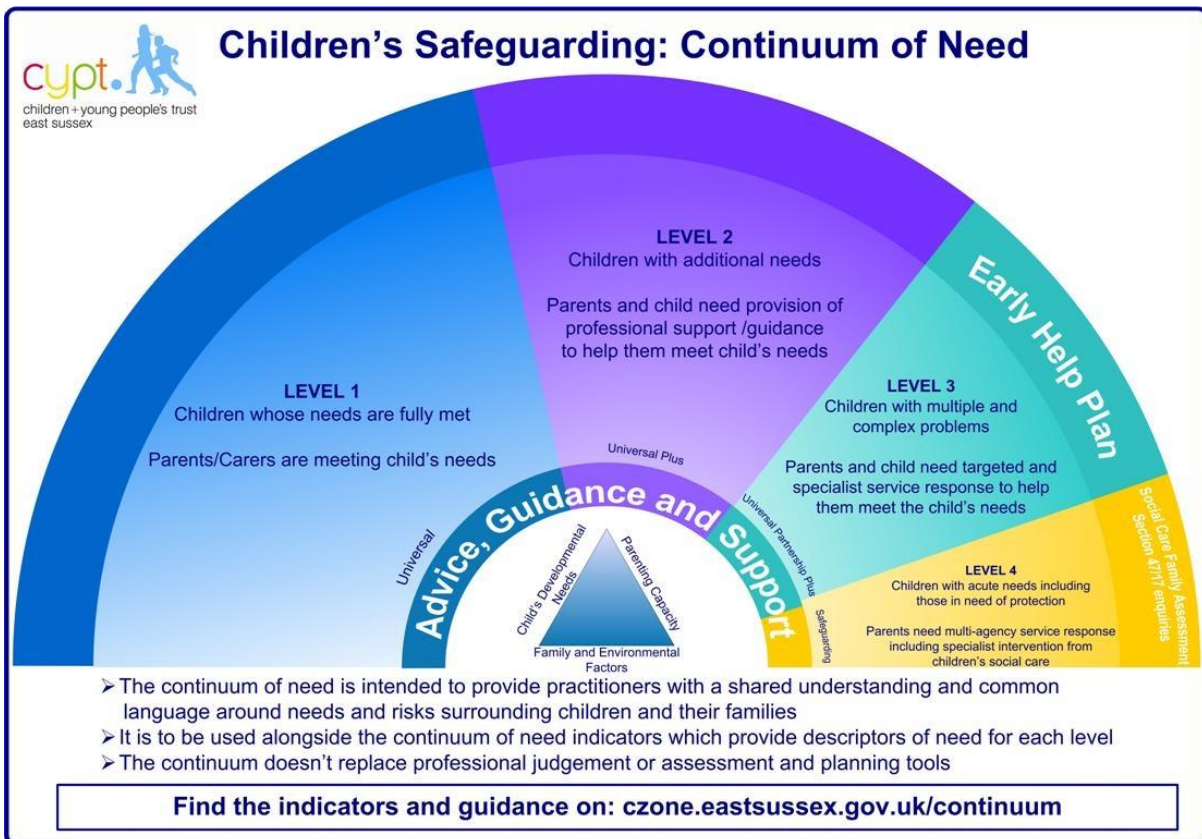 Children's Safeguarding: Continuum of Need
cypt.
children+young people's trust
east sussex
LEVEL 1
Children whose needs are fully met
Parents/Carers are meeting child's needs
LEVEL 2
Children with additional needs
Parents and child need provision of
professional support /guidance
to help them meet child's needs
Early Help Plan
LEVEL 3
Children with multiple and
complex problems
Parents and child need targeted and
specialist service response to help
them meet the child's needs
Social Care Family Assessment
Section 47/17 enquiries
LEVEL 4
Children with acute needs including
those in need of protection
Parents need multi-agency service response
including specialist intervention from
children's social care
Universal
Universal Plus
Universal Partnership Plus
Safeguarding
Advice, Guidance and Support
Child's Developmental
Needs
Parenting Capacity
Family and Environmental
Factors
➢ The continuum of need is intended to provide practitioners with a shared understanding and common
language around needs and risks surrounding children and their families
➢ It is to be used alongside the continuum of need indicators which provide descriptors of need for each level
➢ The continuum doesn't replace professional judgement or assessment and planning tools
Find the indicators and guidance on: czone.eastsussex.gov.uk/continuum